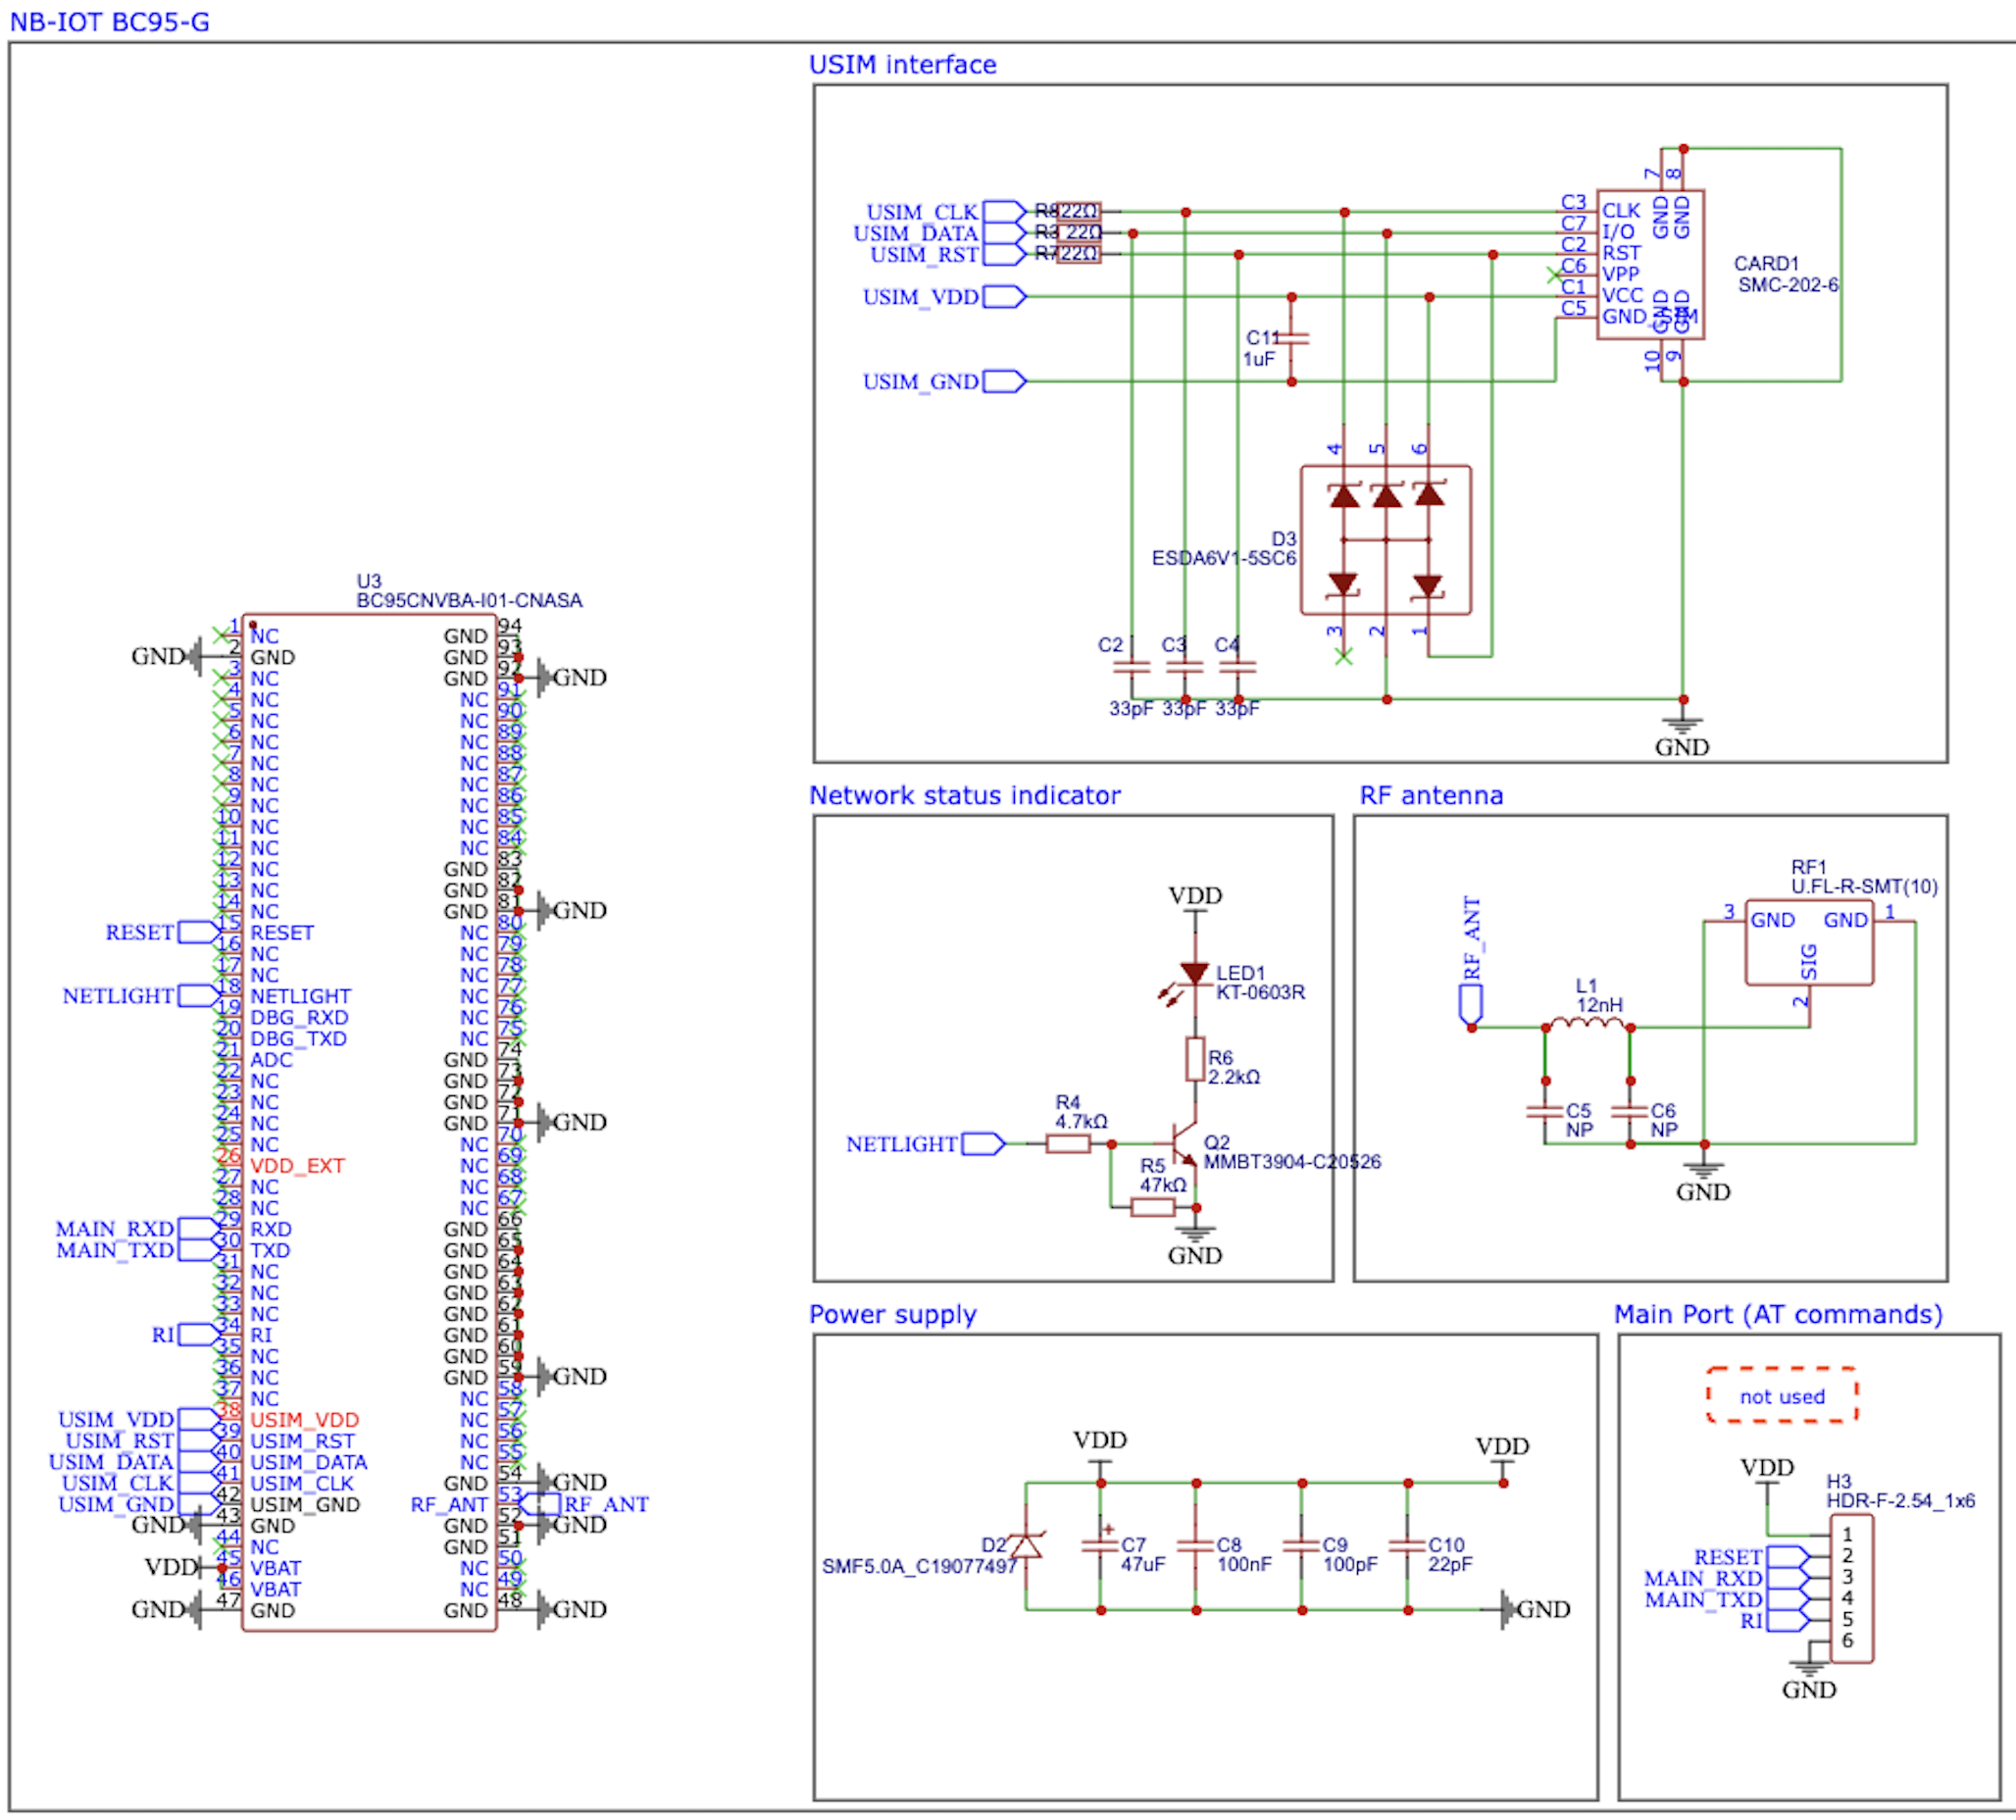 NB-IOT BC95-G
USIM interface
USIM_CLK
USIM_DATA
USIM_RST
USIM_VDD
USIM_GND
R8 22Ω
R3 22Ω
R7 22Ω
C11
1uF
C3 CLK
C7 I/O
C2 RST
C6 VPP
C1 VCC
C5 GND_SIM
7 8
GND GND
GND GND
10 9
CARD1
SMC-202-6
4 5 6
D3
ESDA6V1-5SC6
3 2 1
C2 C3 C4
33pF 33pF 33pF
GND
U3
BC95CNVBA-I01-CNASA
1 NC GND 94
GND 2 GND GND 93
3 NC GND 92 GND
4 NC NC 91
5 NC NC 90
6 NC NC 89
7 NC NC 88
8 NC NC 87
9 NC NC 86
10 NC NC 85
11 NC NC 84
12 NC GND 83
13 NC GND 82
14 NC GND 81 GND
RESET 15 RESET NC 80
16 NC NC 79
17 NC NC 78
NETLIGHT 18 NETLIGHT NC 77
19 DBG_RXD NC 76
20 DBG_TXD NC 75
21 ADC GND 74
22 NC GND 73
23 NC GND 72
24 NC GND 71 GND
25 NC NC 70
26 VDD_EXT NC 69
27 NC NC 68
28 NC NC 67
MAIN_RXD 29 RXD GND 66
MAIN_TXD 30 TXD GND 65
31 NC GND 64
32 NC GND 63
33 NC GND 62
RI 34 RI GND 61
35 NC GND 60
36 NC GND 59 GND
37 NC NC 58
USIM_VDD 38 USIM_VDD NC 57
USIM_RST 39 USIM_RST NC 56
USIM_DATA 40 USIM_DATA NC 55
USIM_CLK 41 USIM_CLK GND 54 GND
USIM_GND 42 USIM_GND RF_ANT 53 RF_ANT
GND 43 GND GND 52 GND
44 NC GND 51
VDD 45 VBAT NC 50
46 VBAT NC 49
GND 47 GND GND 48 GND
Network status indicator
VDD
LED1
KT-0603R
R6
2.2kΩ
R4
4.7kΩ
NETLIGHT
Q2
MMBT3904-C20526
R5
47kΩ
GND
RF antenna
RF1
U.FL-R-SMT(10)
RF_ANT
3 GND GND 1
SIG
2
L1
12nH
C5
NP
C6
NP
GND
Power supply
VDD
VDD
D2
SMF5.0A_C19077497
+
C7
47uF
C8
100nF
C9
100pF
C10
22pF
GND
Main Port (AT commands)
not used
VDD
H3
HDR-F-2.54_1x6
1
RESET 2
MAIN_RXD 3
MAIN_TXD 4
RI 5
6
GND